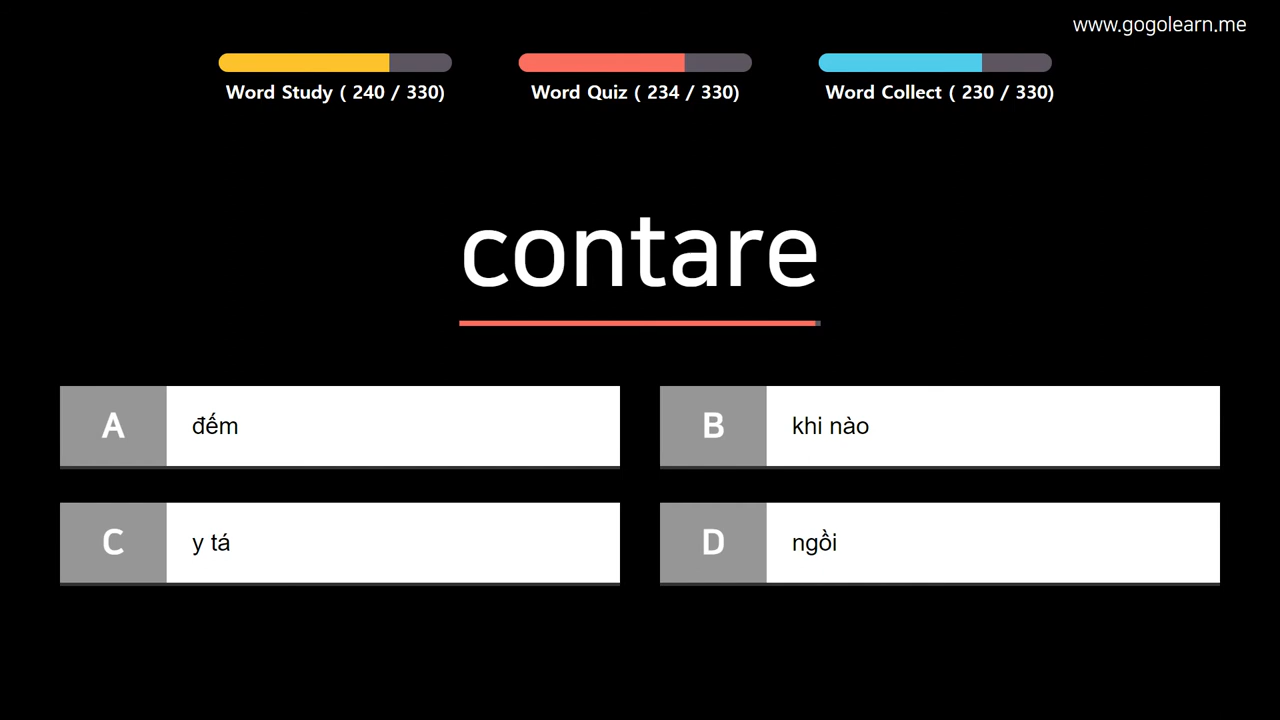 www.gogolearn.me
Word Study ( 240 / 330)
Word Quiz ( 234 / 330)
Word Collect ( 230 / 330)
contare
A đếm
B khi nào
C y tá
D ngồi